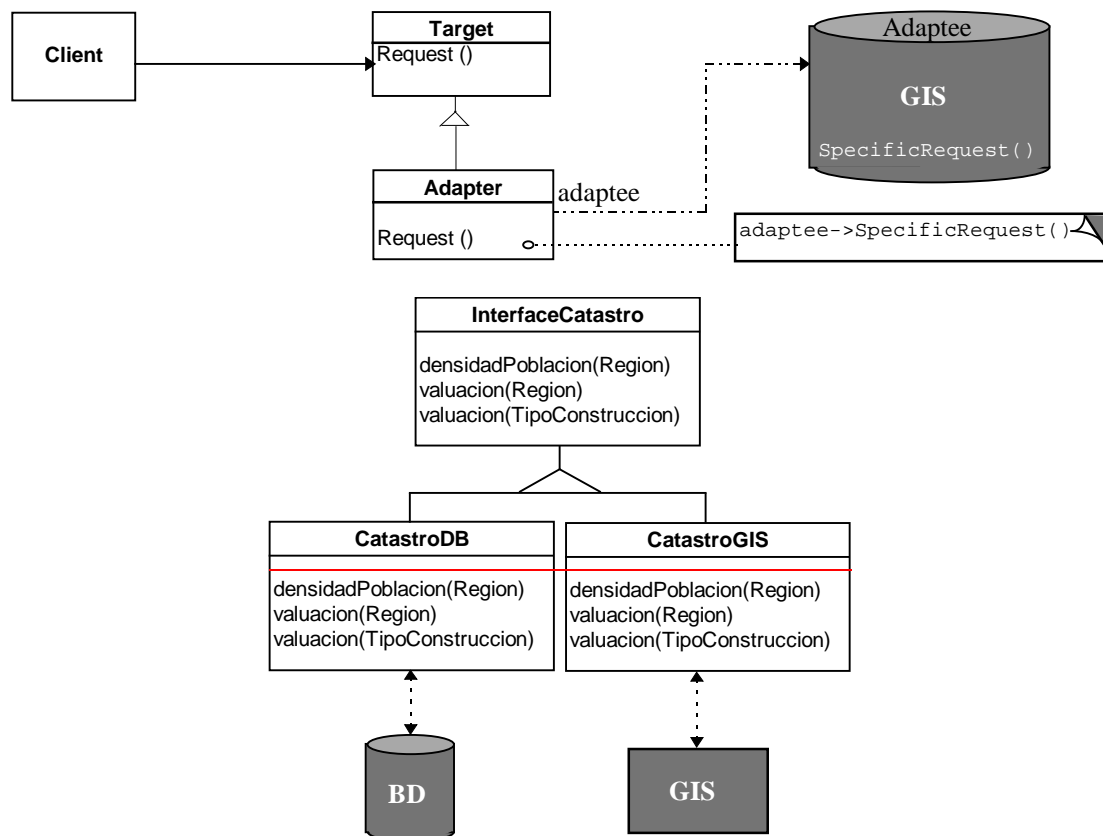 Client
Target
Request ()
Adaptee
GIS
SpecificRequest()
Adapter
adaptee
Request ()
adaptee->SpecificRequest()
InterfaceCatastro
densidadPoblacion(Region)
valuacion(Region)
valuacion(TipoConstruccion)
CatastroDB
densidadPoblacion(Region)
valuacion(Region)
valuacion(TipoConstruccion)
CatastroGIS
densidadPoblacion(Region)
valuacion(Region)
valuacion(TipoConstruccion)
BD
GIS